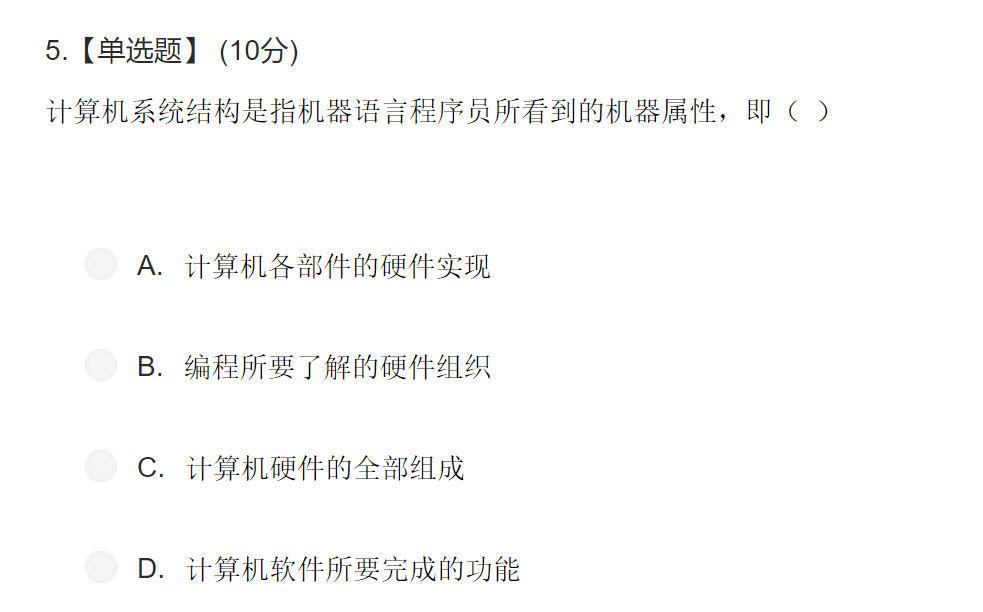 5.【单选题】 (10分)
计算机系统结构是指机器语言程序员所看到的机器属性，即（ ）
A. 计算机各部件的硬件实现
B. 编程所要了解的硬件组织
C. 计算机硬件的全部组成
D. 计算机软件所要完成的功能